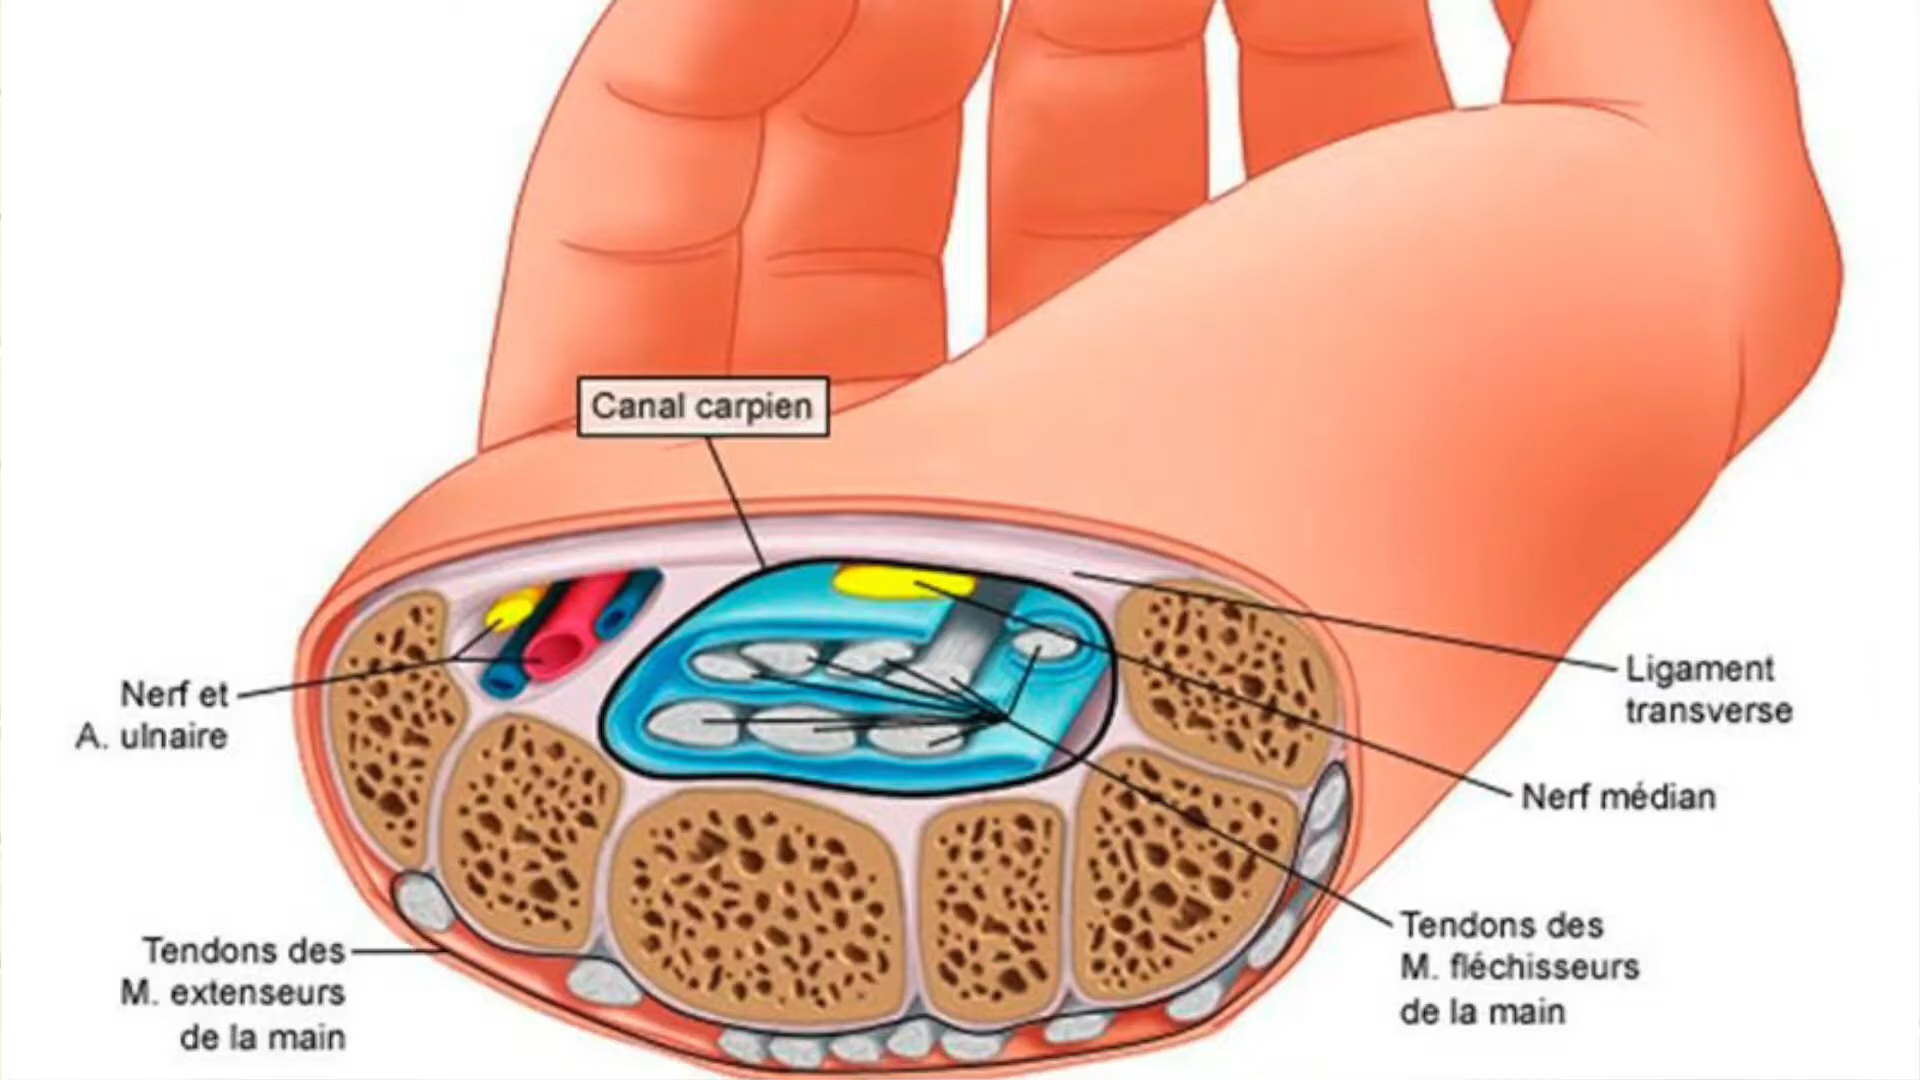 Canal carpien
Nerf et
A. ulnaire
Ligament
transverse
Nerf médian
Tendons des
M. extenseurs
de la main
Tendons des
M. fléchisseurs
de la main